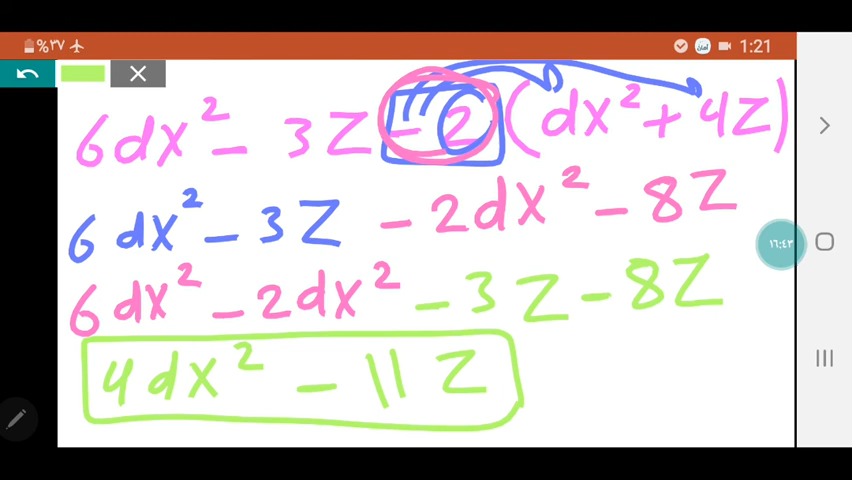 %٣٧ امان 1:21
6dx² - 3Z - 2(dx² + 4Z)
6dx² - 3Z - 2dx² - 8Z
١٦:٤٣
6dx² - 2dx² - 3Z - 8Z
4dx² - 11Z